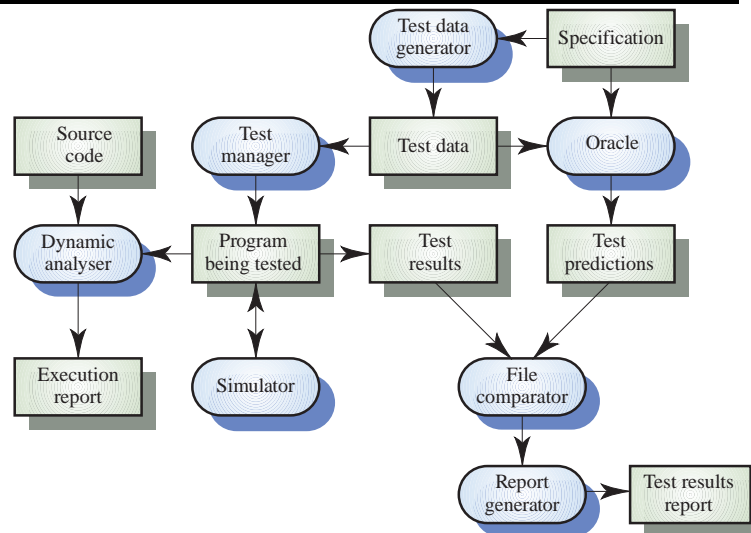 Test data
generator
Specification
Source
code
Test
manager
Test data
Oracle
Dynamic
analyser
Program
being tested
Test
results
Test
predictions
Execution
report
Simulator
File
comparator
Report
generator
Test results
report